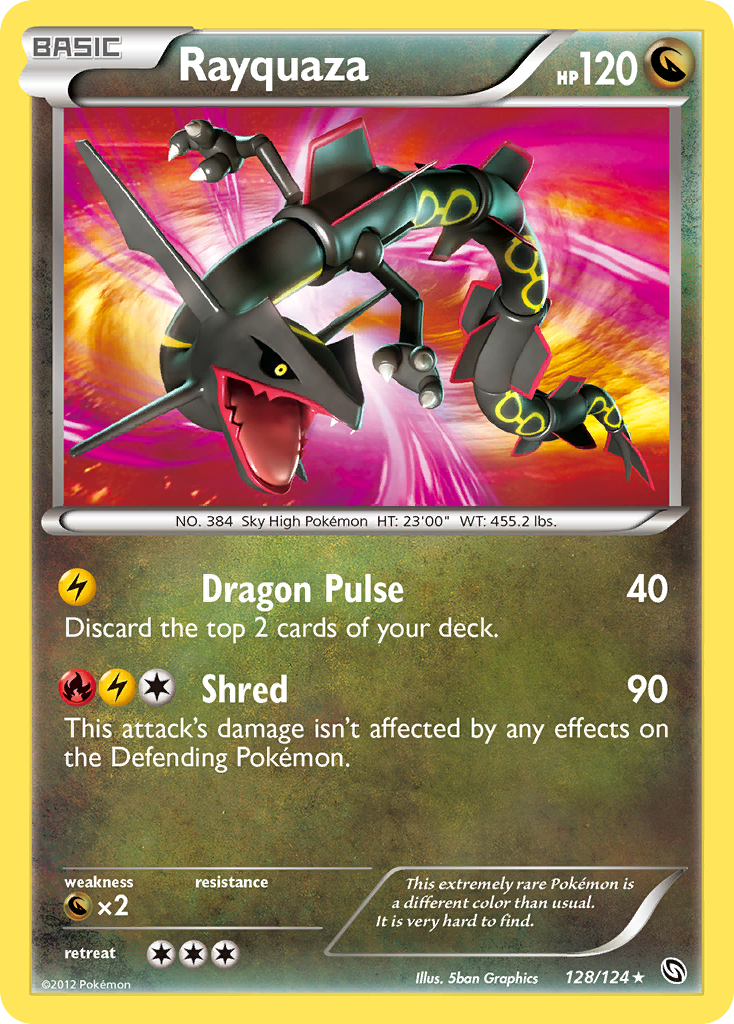 BASIC
Rayquaza
HP120
NO. 384 Sky High Pokémon HT: 23'00" WT: 455.2 lbs.
Dragon Pulse 40
Discard the top 2 cards of your deck.
Shred 90
This attack's damage isn't affected by any effects on
the Defending Pokémon.
weakness resistance
×2
This extremely rare Pokémon is
a different color than usual.
It is very hard to find.
retreat
©2012 Pokémon
Illus. 5ban Graphics 128/124 ★